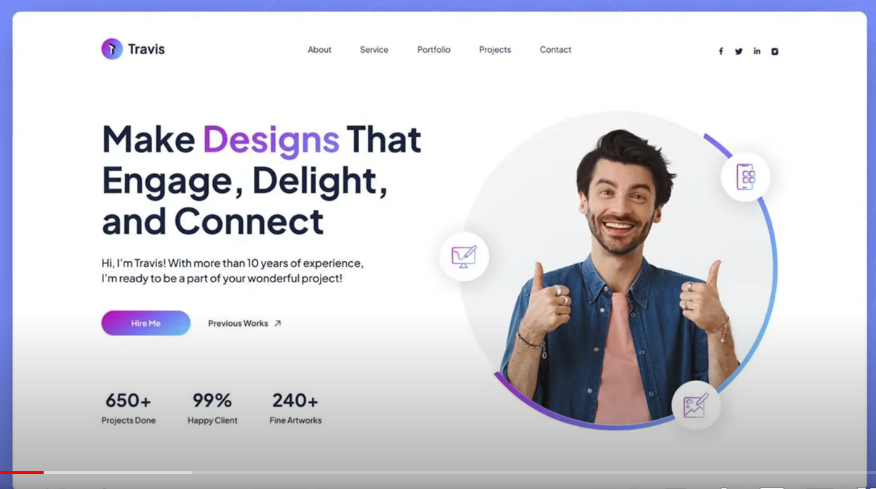 Travis
About Service Portfolio Projects Contact
Make Designs That
Engage, Delight,
and Connect
Hi, I'm Travis! With more than 10 years of experience,
I'm ready to be a part of your wonderful project!
Hire Me
Previous Works
650+ 99% 240+
Projects Done Happy Client Fine Artworks